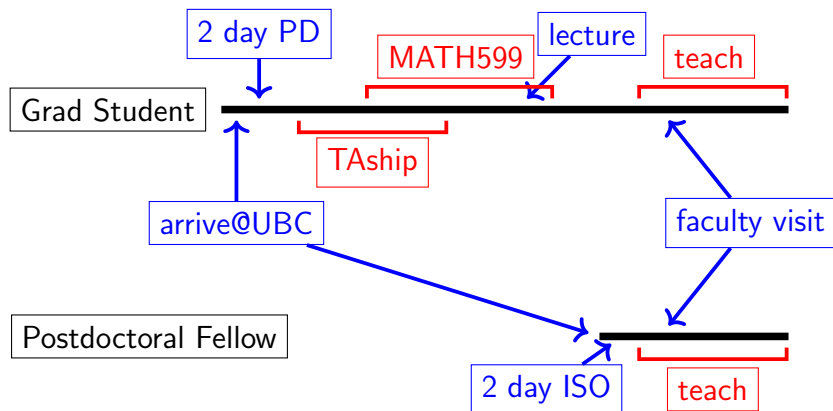 2 day PD
lecture
MATH599
teach
Grad Student
TAship
arrive@UBC
faculty visit
Postdoctoral Fellow
2 day ISO
teach